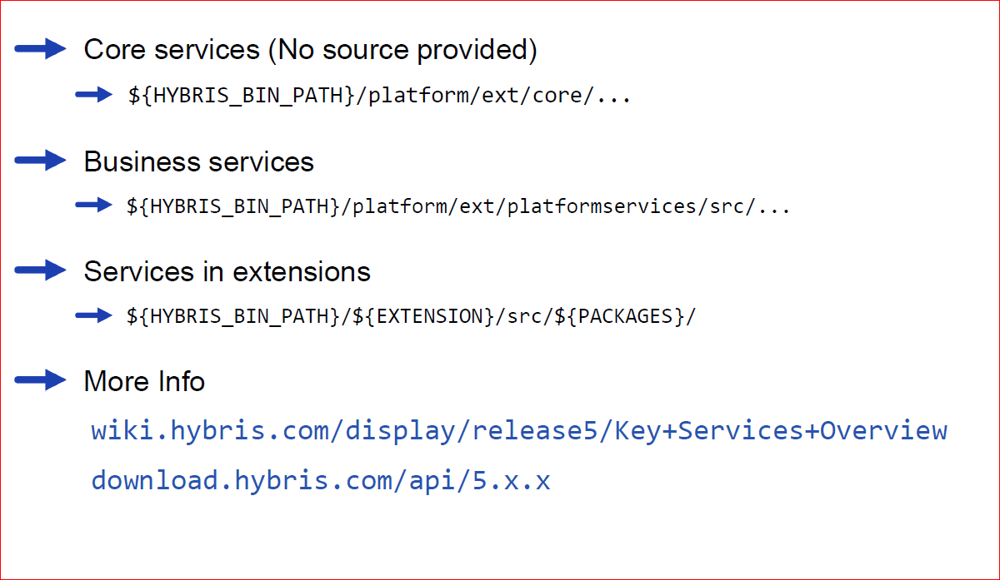 Core services (No source provided)
${HYBRIS_BIN_PATH}/platform/ext/core/...
Business services
${HYBRIS_BIN_PATH}/platform/ext/platformservices/src/...
Services in extensions
${HYBRIS_BIN_PATH}/${EXTENSION}/src/${PACKAGES}/
More Info
wiki.hybris.com/display/release5/Key+Services+Overview
download.hybris.com/api/5.x.x